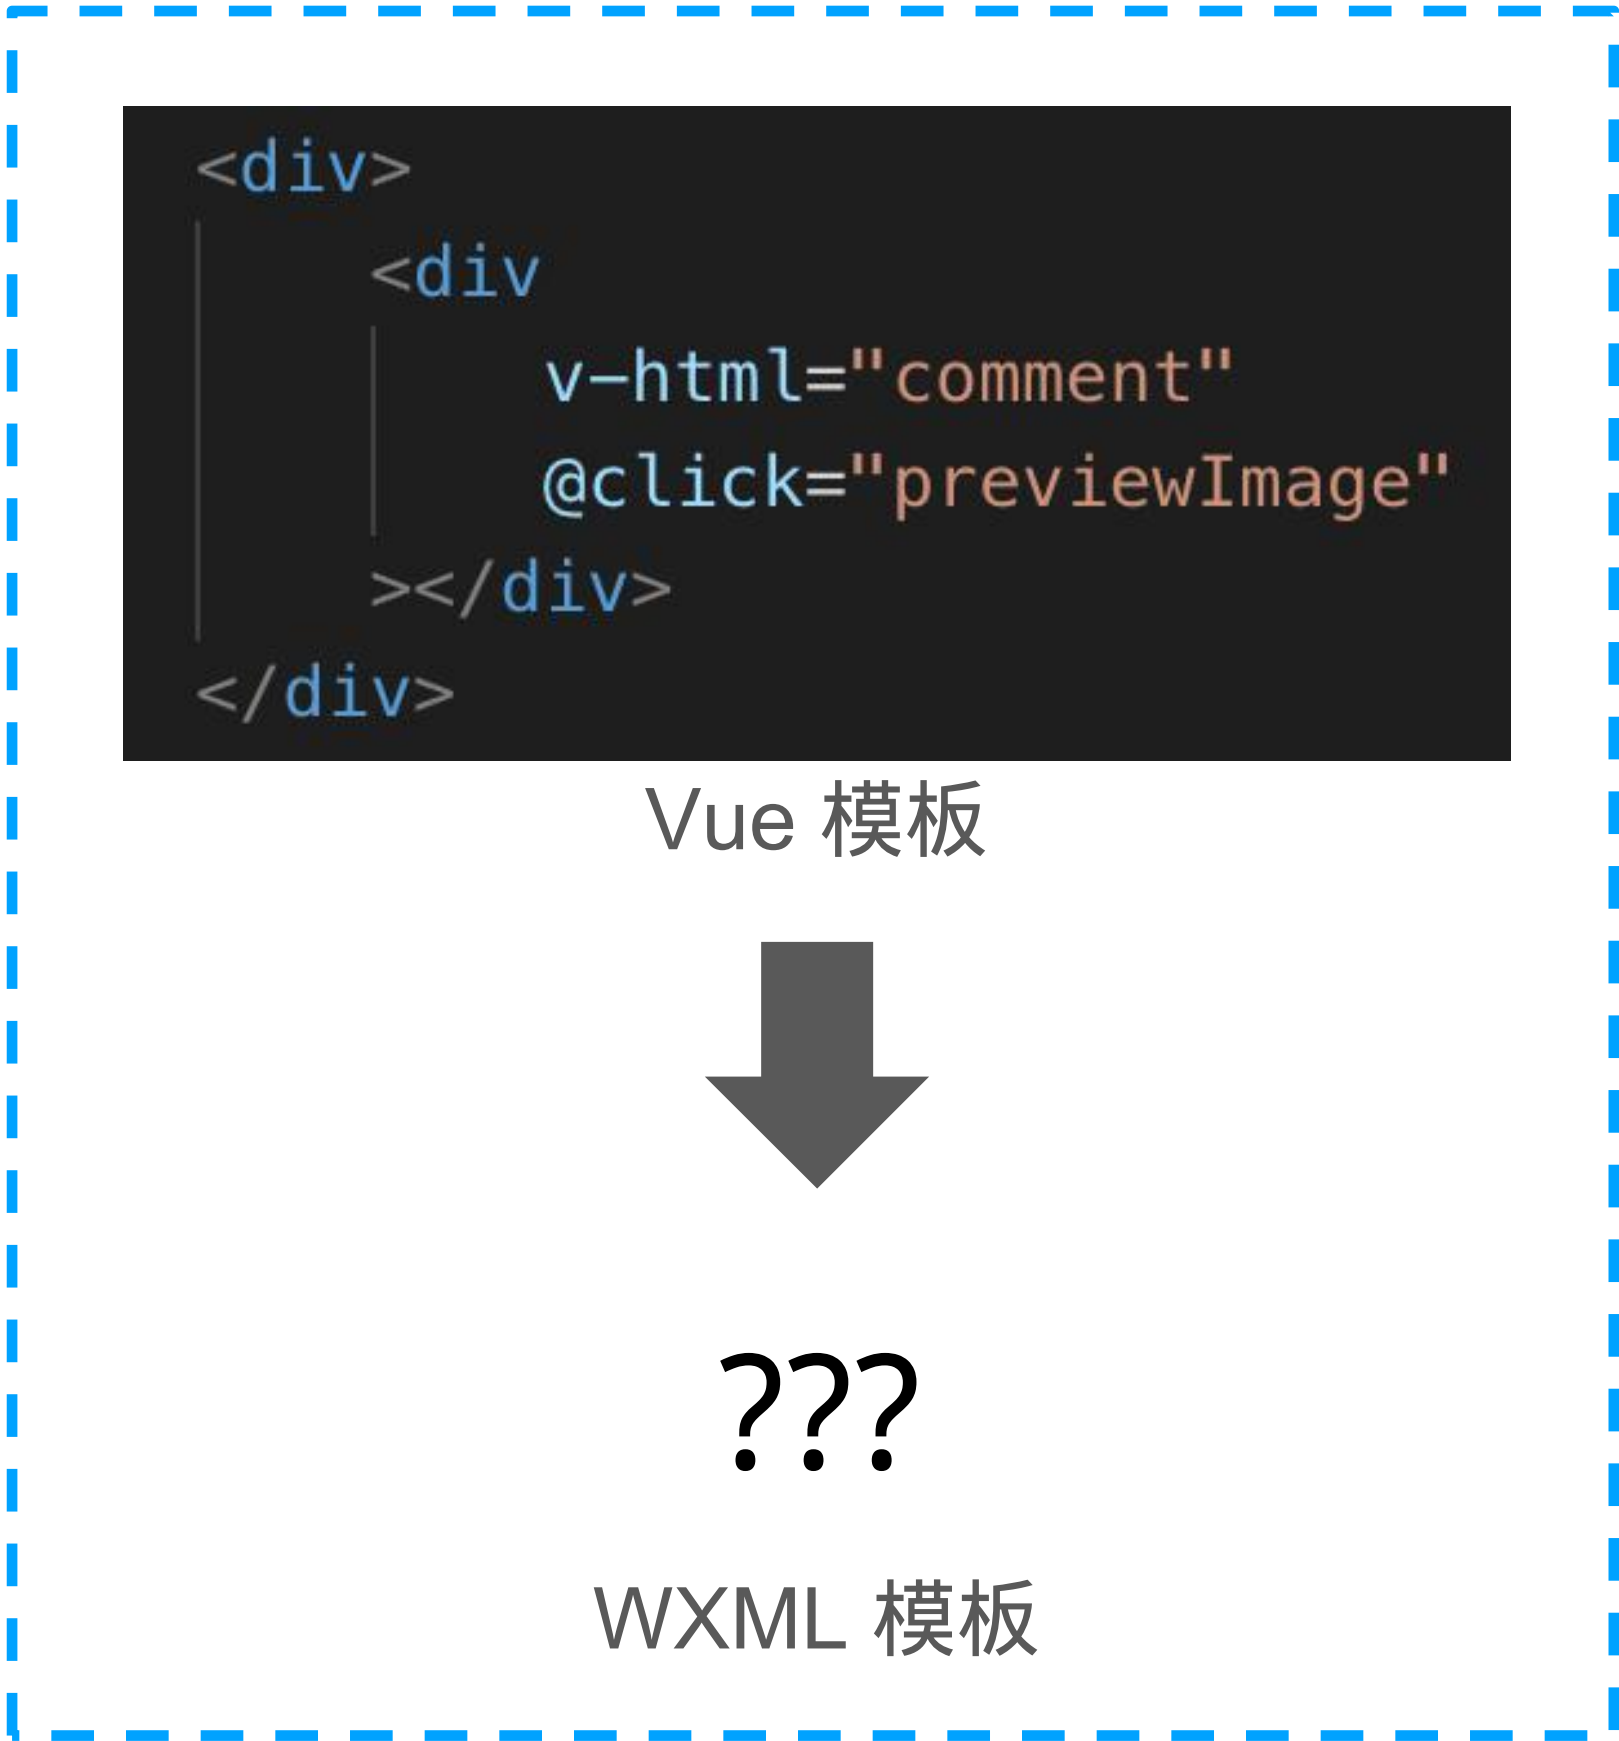 <div>
<div
v-html="comment"
@click="previewImage"
></div>
</div>
Vue 模板
???
WXML 模板